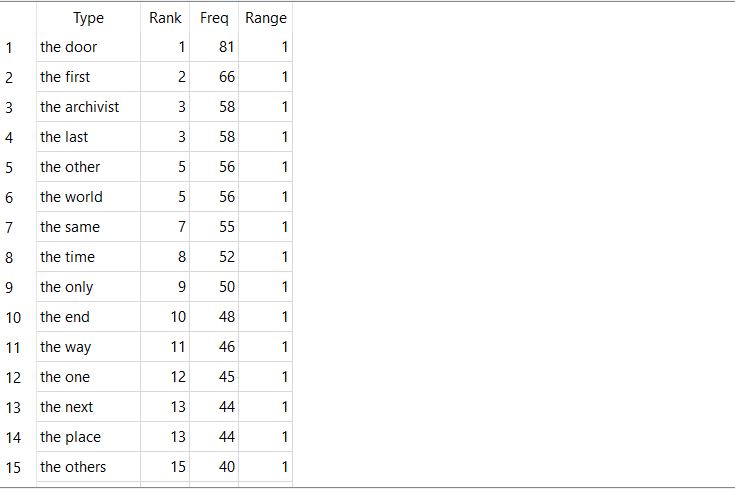 Type Rank Freq Range
1 the door 1 81 1
2 the first 2 66 1
3 the archivist 3 58 1
4 the last 3 58 1
5 the other 5 56 1
6 the world 5 56 1
7 the same 7 55 1
8 the time 8 52 1
9 the only 9 50 1
10 the end 10 48 1
11 the way 11 46 1
12 the one 12 45 1
13 the next 13 44 1
14 the place 13 44 1
15 the others 15 40 1